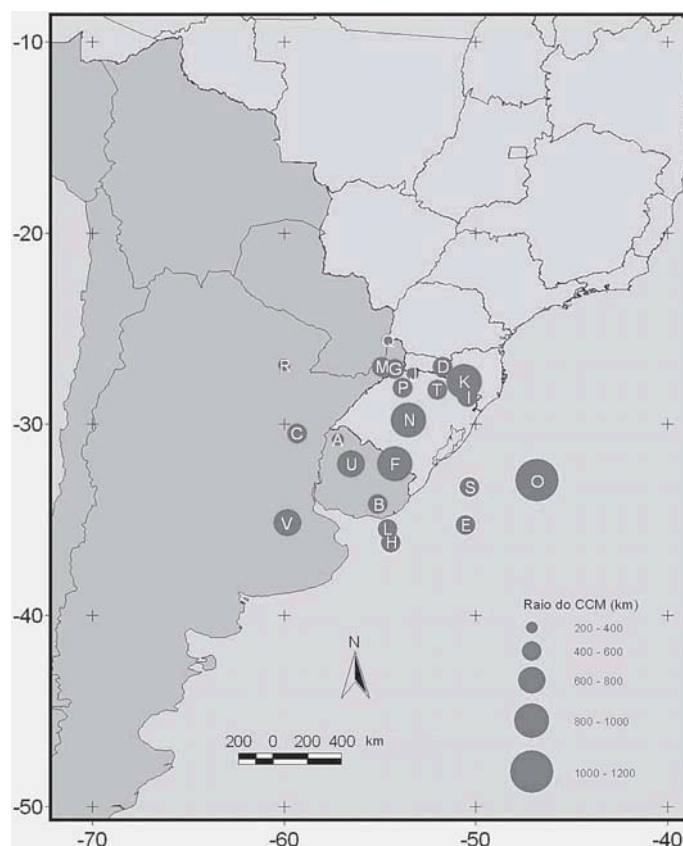 -10
-20
Q
R
M G J D
K
P T I
-30
N
C
A
U F
S O
B
V
L E
H
Raio do CCM (km)
200 - 400
-40
N
400 - 600
600 - 800
800 - 1000
200 0 200 400 km
1000 - 1200
-50
-70 -60 -50 -40